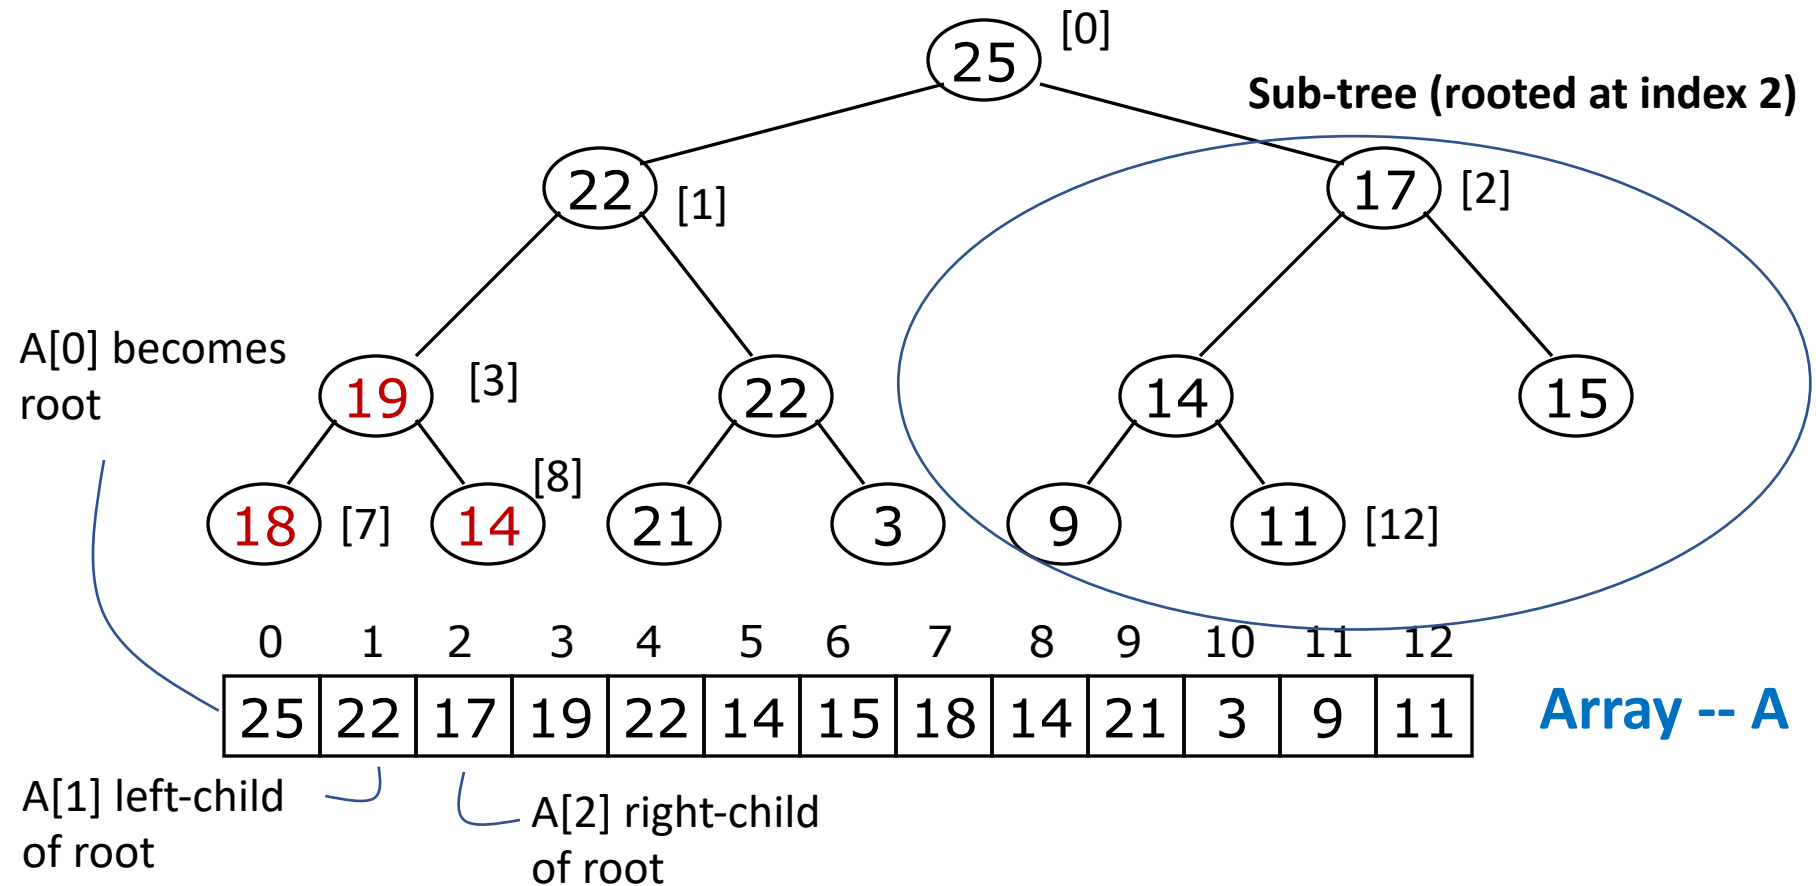 25 [0]
Sub-tree (rooted at index 2)
22 [1] 17 [2]
A[0] becomes
root
19 [3] 22 14 15
18 [7] 14 [8] 21 3 9 11 [12]
0 1 2 3 4 5 6 7 8 9 10 11 12
25 22 17 19 22 14 15 18 14 21 3 9 11
Array -- A
A[1] left-child
of root
A[2] right-child
of root